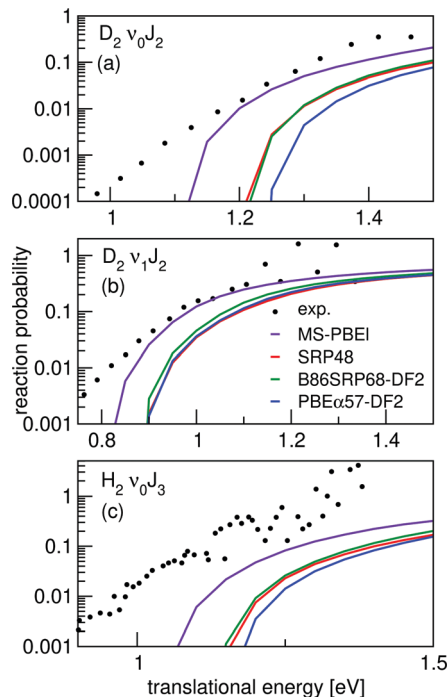 D₂ ν₀J₂
(a)
1
0.1
0.01
0.001
0.0001
1
1.2
1.4
reaction probability
D₂ ν₁J₂
(b)
1
0.1
0.01
0.001
exp.
MS-PBEl
SRP48
B86SRP68-DF2
PBEα57-DF2
0.8
1
1.2
1.4
H₂ ν₀J₃
(c)
1
0.1
0.01
0.001
1
1.5
translational energy [eV]